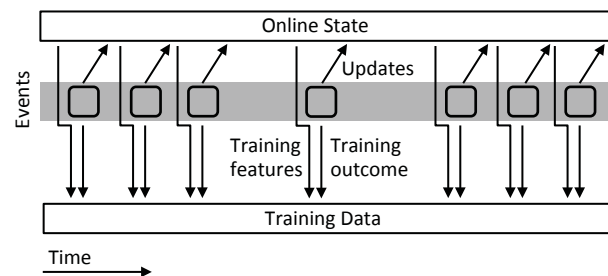 Online State
Events
Updates
Training
features
Training
outcome
Training Data
Time